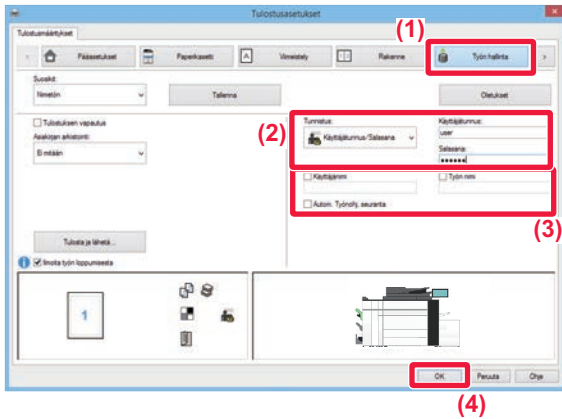 Tulostusasetukset
(1)
Tulostusmääritykset
Pääasetukset
Paperikasetti
Viimeistely
Rakenne
Työn hallinta
Suosikit:
Nimetön
Tallenna
Oletukset
(2)
Tulostuksen vapautus
Asiakirjan arkistointi:
Ei mitään
Tunnistus:
Käyttäjätunnus/Salasana
Käyttäjätunnus:
user
Salasana:
••••••
Käyttäjänimi
Työn nimi
Autom. Työnohj. seuranta
(3)
Tulosta ja lähetä...
Ilmoita työn loppumisesta
1
OK
Peruuta
Ohje
(4)